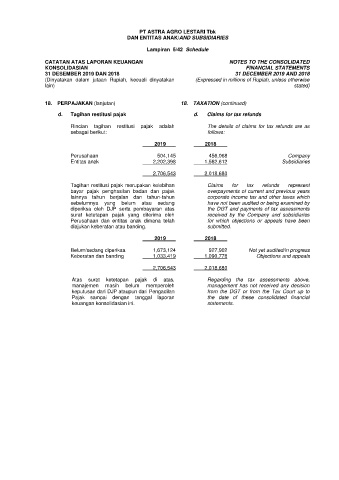 PT ASTRA AGRO LESTARI Tbk
DAN ENTITAS ANAK/AND SUBSIDIARIES
Lampiran 5/43 Schedule
CATATAN ATAS LAPORAN KEUANGAN
KONSOLIDASIAN
31 DESEMBER 2019 DAN 2018
(Dinyatakan dalam jutaan Rupiah, kecuali dinyatakan
lain)
NOTES TO THE CONSOLIDATED
FINANCIAL STATEMENTS
31 DECEMBER 2019 AND 2018
(Expressed in millions of Rupiah, unless otherwise
stated)
18. PERPAJAKAN (lanjutan)
18. TAXATION (continued)
d. Tagihan restitusi pajak
d. Claims for tax refunds
Rincian tagihan restitusi pajak adalah
sebagai berikut:
The details of claims for tax refunds are as
follows:
2019 2018
Perusahaan 504,145 456,068 Company
Entitas anak 2,202,398 1,562,612 Subsidiaries
2,706,543 2,018,680
Tagihan restitusi pajak merupakan kelebihan
bayar pajak penghasilan badan dan pajak
lainnya tahun berjalan dan tahun-tahun
sebelumnya yang belum atau sedang
diperiksa oleh DJP serta pembayaran atas
surat ketetapan pajak yang diterima oleh
Perusahaan dan entitas anak dimana telah
diajukan keberatan atau banding.
Claims for tax refunds represent
overpayments of current and previous years
corporate income tax and other taxes which
have not been audited or being examined by
the DGT and payments of tax assessments
received by the Company and subsidiaries
for which objections or appeals have been
submitted.
2019 2018
Belum/sedang diperiksa 1,673,124 Not yet audited/in progress
Keberatan dan banding 1,033,419 Objections and appeals
2,706,543 2,018,680
Atas surat ketetapan pajak di atas,
manajemen masih belum memperoleh
keputusan dari DJP ataupun dari Pengadilan
Pajak sampai dengan tanggal laporan
keuangan konsolidasian ini.
Regarding the tax assessments above,
management has not received any decision
from the DGT or from the Tax Court up to
the date of these consolidated financial
statements.